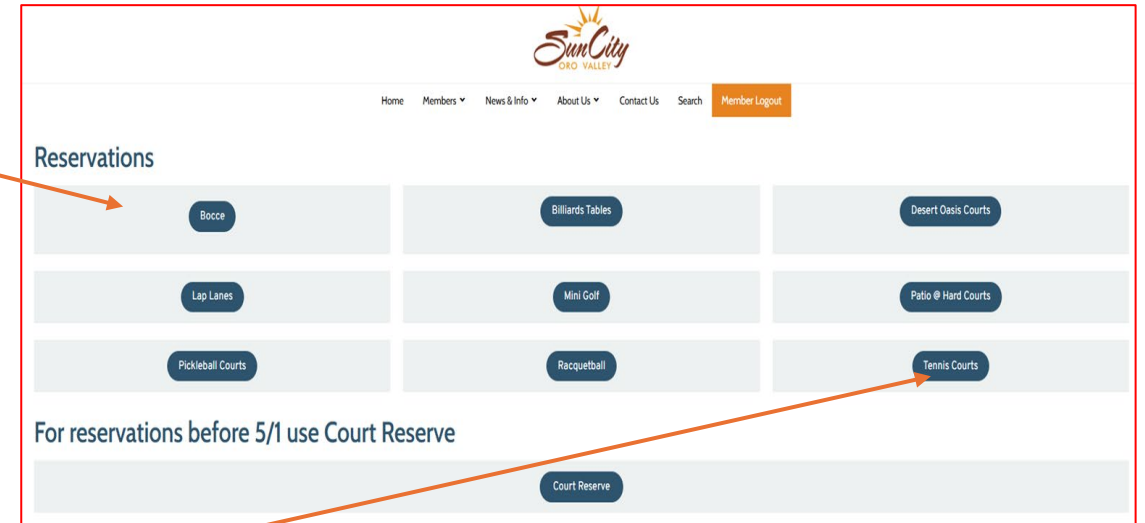 Sun City
ORO VALLEY
Home Members News & Info About Us Contact Us Search Member Logout
Reservations
Bocce Billiards Tables Desert Oasis Courts
Lap Lanes Mini Golf Patio @ Hard Courts
Pickleball Courts Racquetball Tennis Courts
For reservations before 5/1 use Court Reserve
Court Reserve